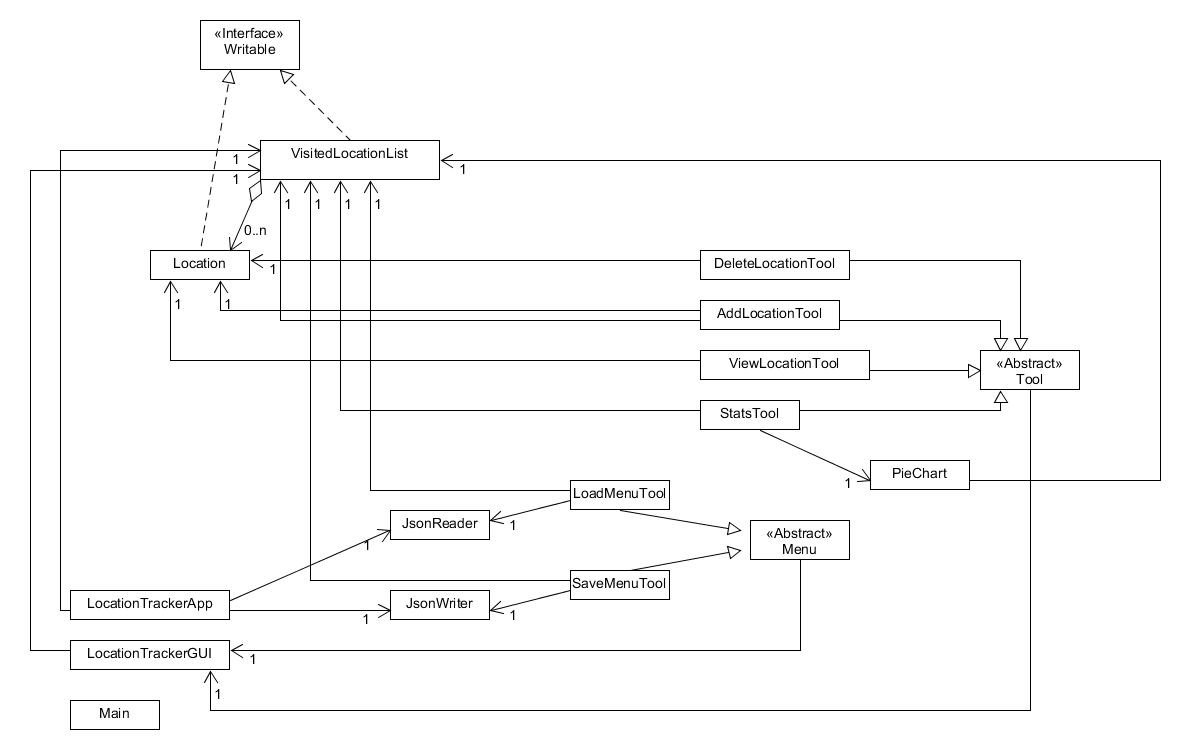 «Interface»
Writable
VisitedLocationList
1
1
1
1
1
1
1
0..n
Location
1
DeleteLocationTool
1
1
AddLocationTool
ViewLocationTool
«Abstract»
Tool
StatsTool
PieChart
1
LoadMenuTool
JsonReader
1
«Abstract»
Menu
1
SaveMenuTool
LocationTrackerApp
JsonWriter
1
1
LocationTrackerGUI
1
1
Main